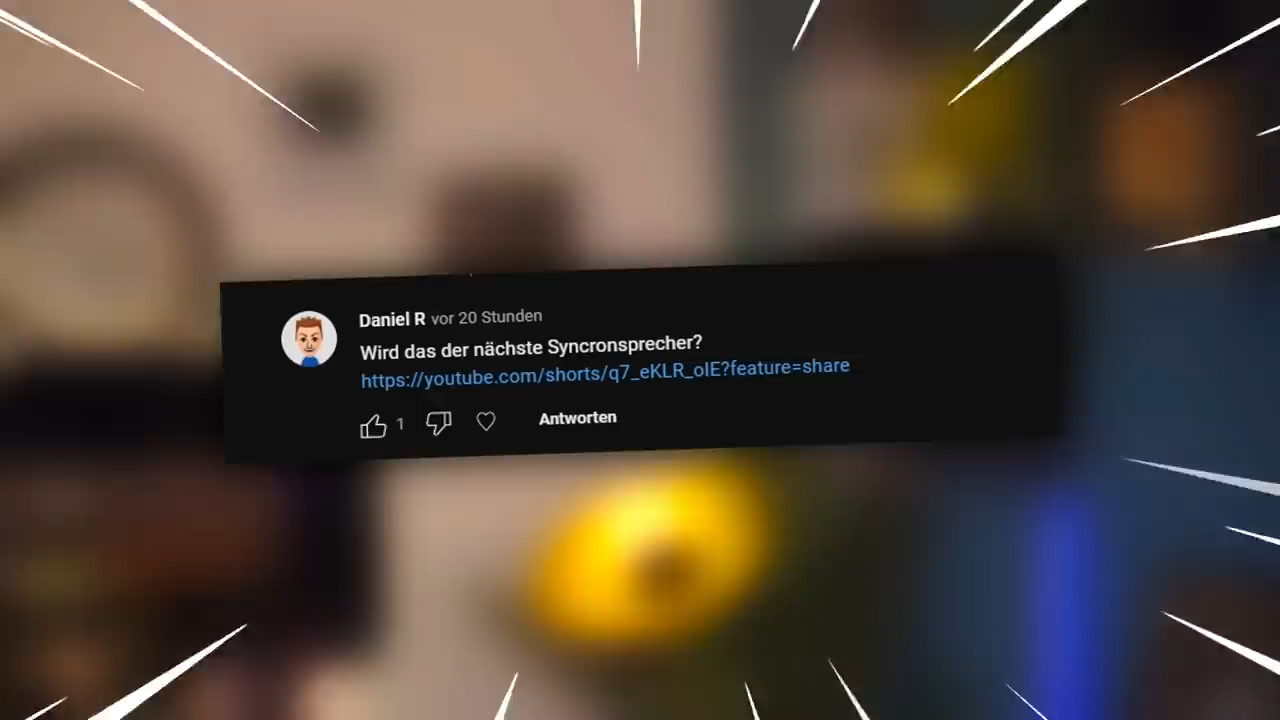 Daniel R vor 20 Stunden
Wird das der nächste Syncronsprecher?
https://youtube.com/shorts/q7_eKLR_oIE?feature=share
1
Antworten